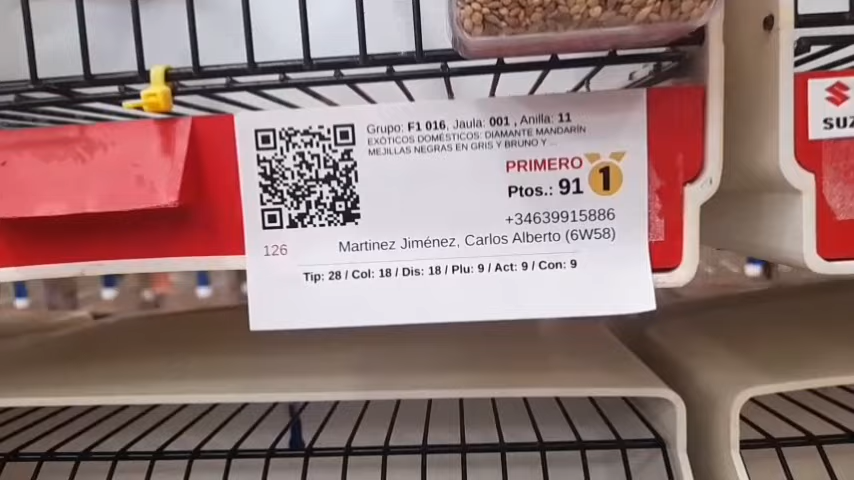 Grupo: F1 016, Jaula: 001 , Anilla: 11
EXÓTICOS DOMÉSTICOS: DIAMANTE MANDARÍN
MEJILLAS NEGRAS EN GRIS Y BRUNO Y ...
PRIMERO 1
Ptos.: 91
+34639915886
126
Martinez Jiménez, Carlos Alberto (6W58)
Tip: 28 / Col: 18 / Dis: 18 / Plu: 9 / Act: 9 / Con: 9
SUZ